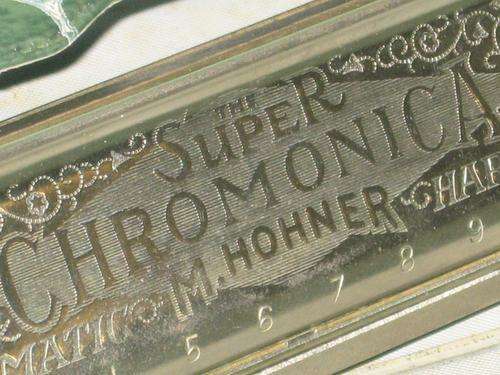 THE
SUPER
CHROMONICA
M. HOHNER
5 6 7 8 9